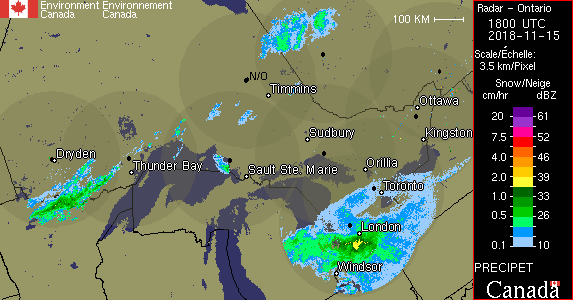 Environment Environnement
Canada Canada
100 KM
N/O
Timmins
Ottawa
Sudbury
Kingston
Dryden
Thunder Bay
Sault Ste. Marie
Orillia
Toronto
London
Windsor
Radar - Ontario
1800 UTC
2018-11-15
Scale/Échelle:
3.5 km/Pixel
Snow/Neige
cm/hr dBZ
20 61
7.5 52
4.0 46
2.0 39
1.0 33
0.5 26
0.1 10
PRECIPET
Canada